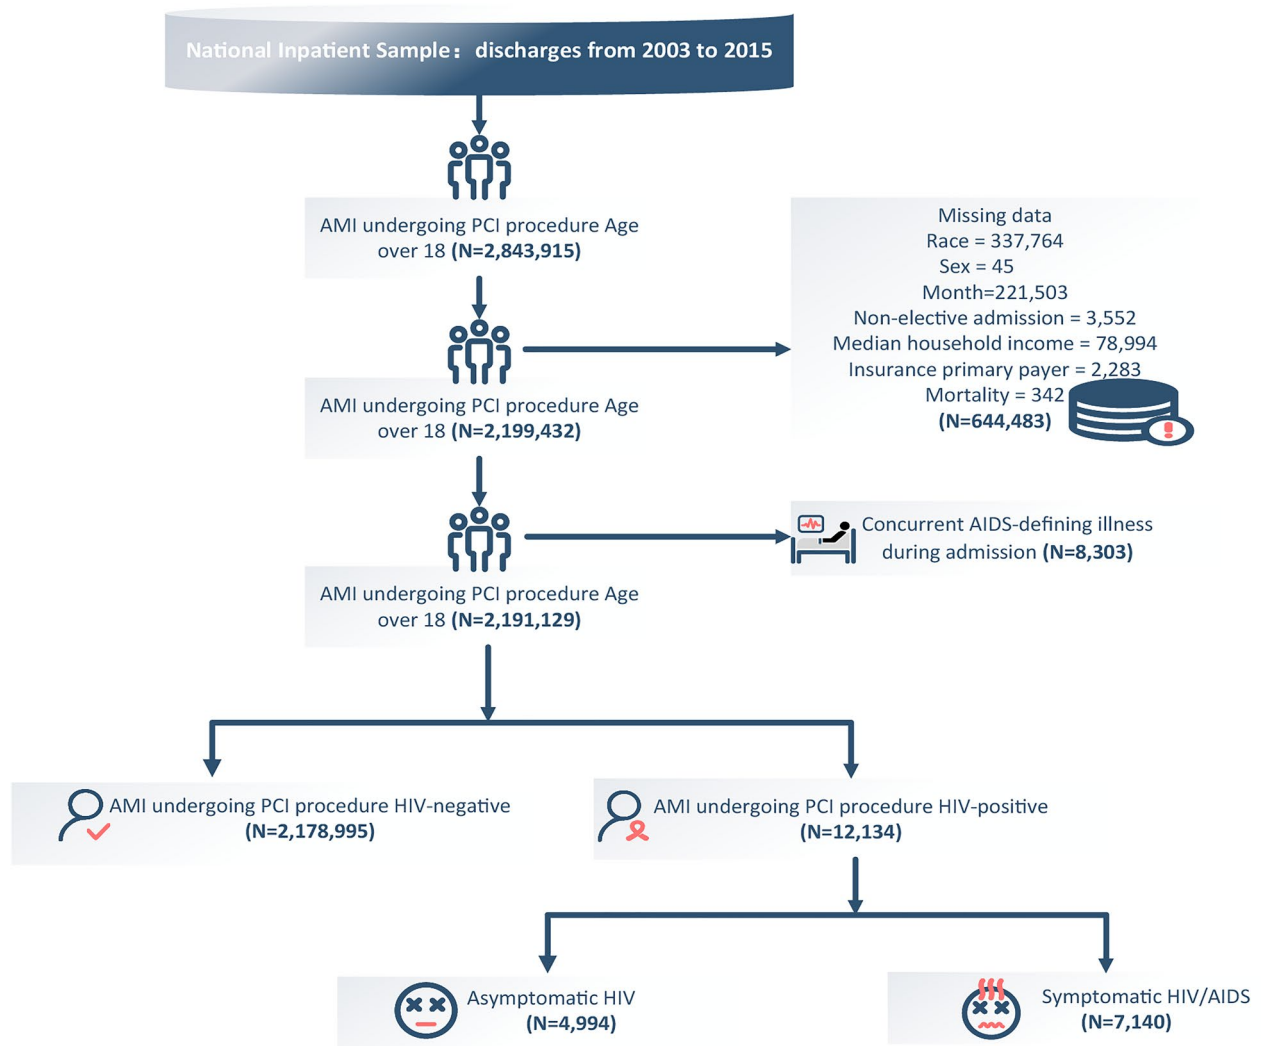 National Inpatient Sample：discharges from 2003 to 2015
AMI undergoing PCI procedure Age
over 18 (N=2,843,915)
Missing data
Race = 337,764
Sex = 45
Month=221,503
Non-elective admission = 3,552
Median household income = 78,994
Insurance primary payer = 2,283
Mortality = 342
(N=644,483)
AMI undergoing PCI procedure Age
over 18 (N=2,199,432)
Concurrent AIDS-defining illness
during admission (N=8,303)
AMI undergoing PCI procedure Age
over 18 (N=2,191,129)
AMI undergoing PCI procedure HIV-negative
(N=2,178,995)
AMI undergoing PCI procedure HIV-positive
(N=12,134)
Asymptomatic HIV
(N=4,994)
Symptomatic HIV/AIDS
(N=7,140)